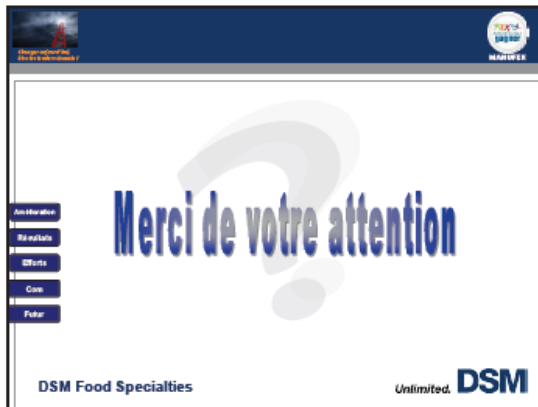 MANUFEX
Merci de votre attention
Amélioration
Résultats
Efforts
Com
Futur
DSM Food Specialties
Unlimited. DSM